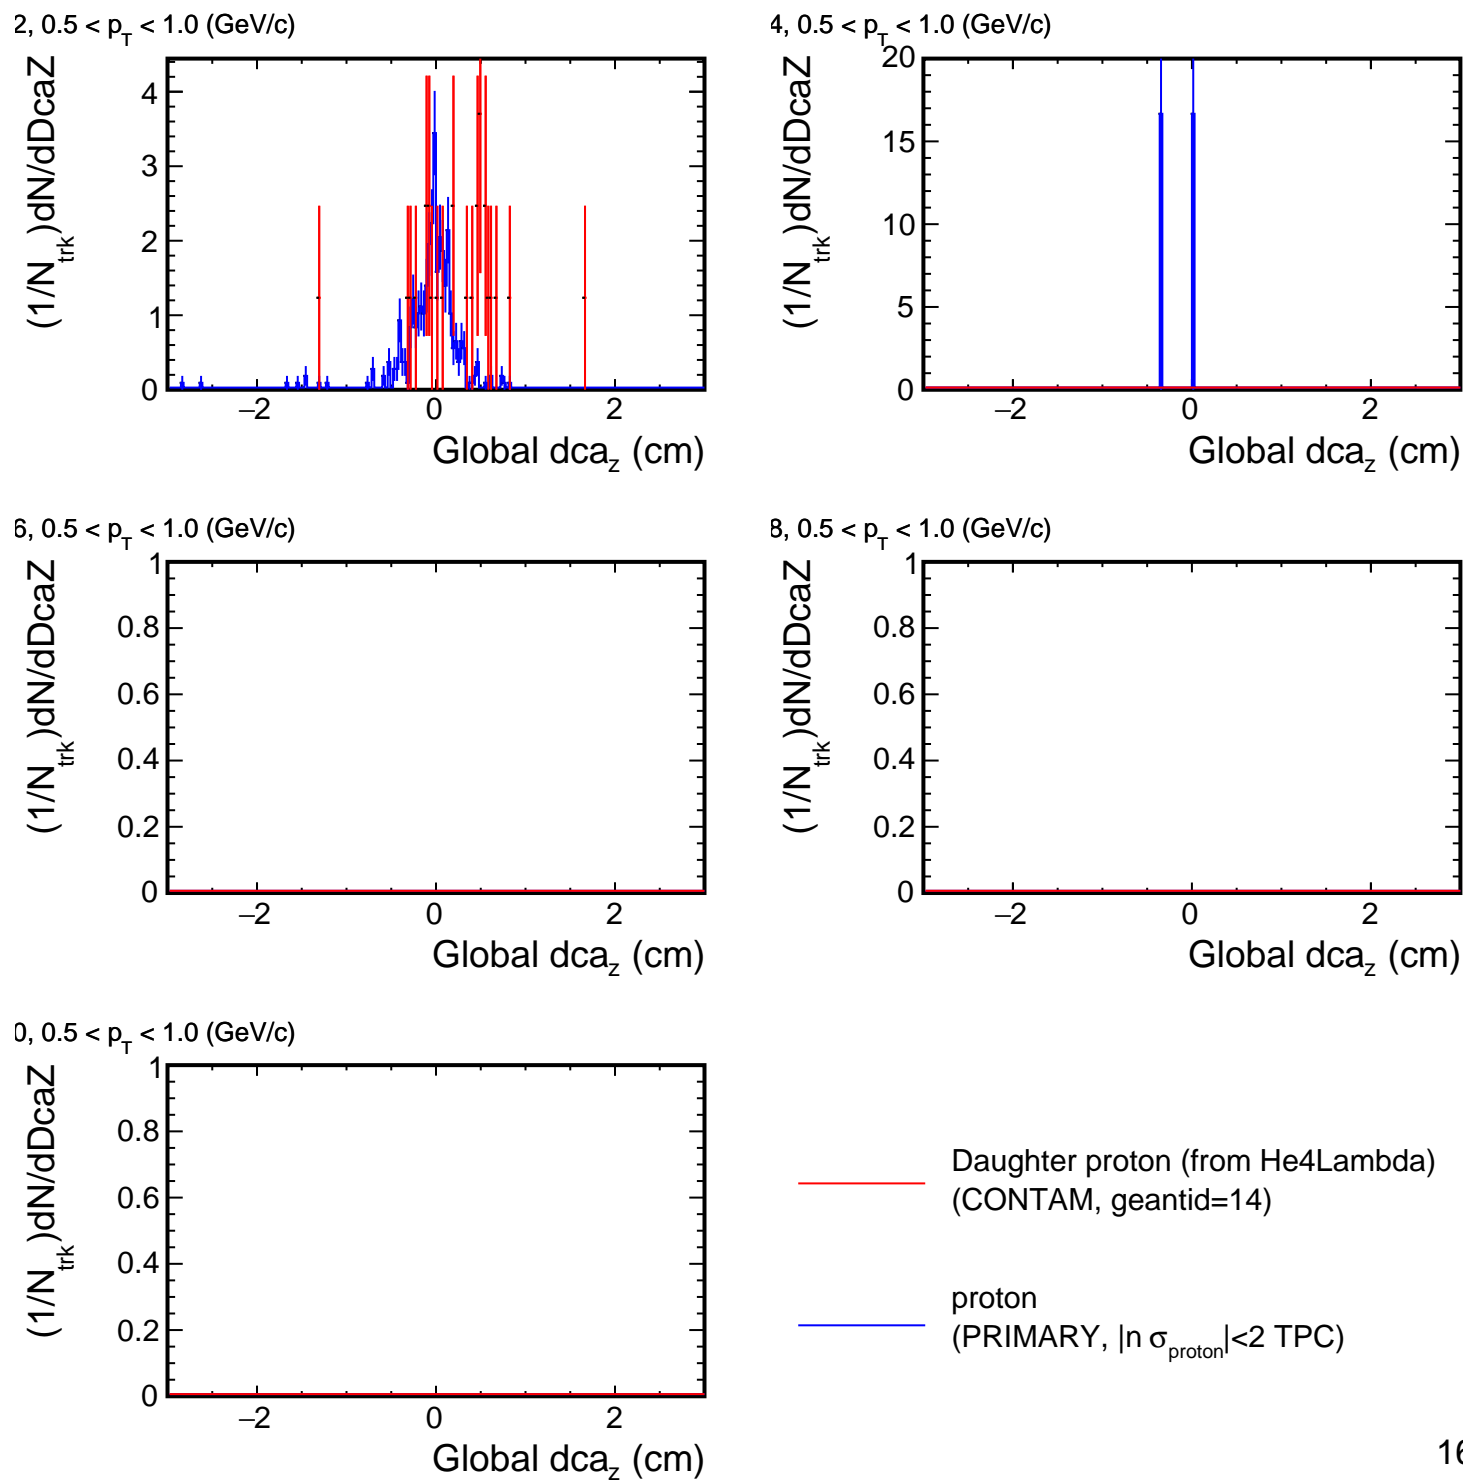 2, 0.5 < p_T < 1.0 (GeV/c)
(1/N_trk)dN/dDcaZ
4
3
2
1
0
−2 0 2
Global dca_z (cm)
4, 0.5 < p_T < 1.0 (GeV/c)
(1/N_trk)dN/dDcaZ
20
15
10
5
0
−2 0 2
Global dca_z (cm)
6, 0.5 < p_T < 1.0 (GeV/c)
(1/N_trk)dN/dDcaZ
1
0.8
0.6
0.4
0.2
0
−2 0 2
Global dca_z (cm)
8, 0.5 < p_T < 1.0 (GeV/c)
(1/N_trk)dN/dDcaZ
1
0.8
0.6
0.4
0.2
0
−2 0 2
Global dca_z (cm)
0, 0.5 < p_T < 1.0 (GeV/c)
(1/N_trk)dN/dDcaZ
1
0.8
0.6
0.4
0.2
0
−2 0 2
Global dca_z (cm)
Daughter proton (from He4Lambda)
(CONTAM, geantid=14)
proton
(PRIMARY, |n σ_proton|<2 TPC)
16